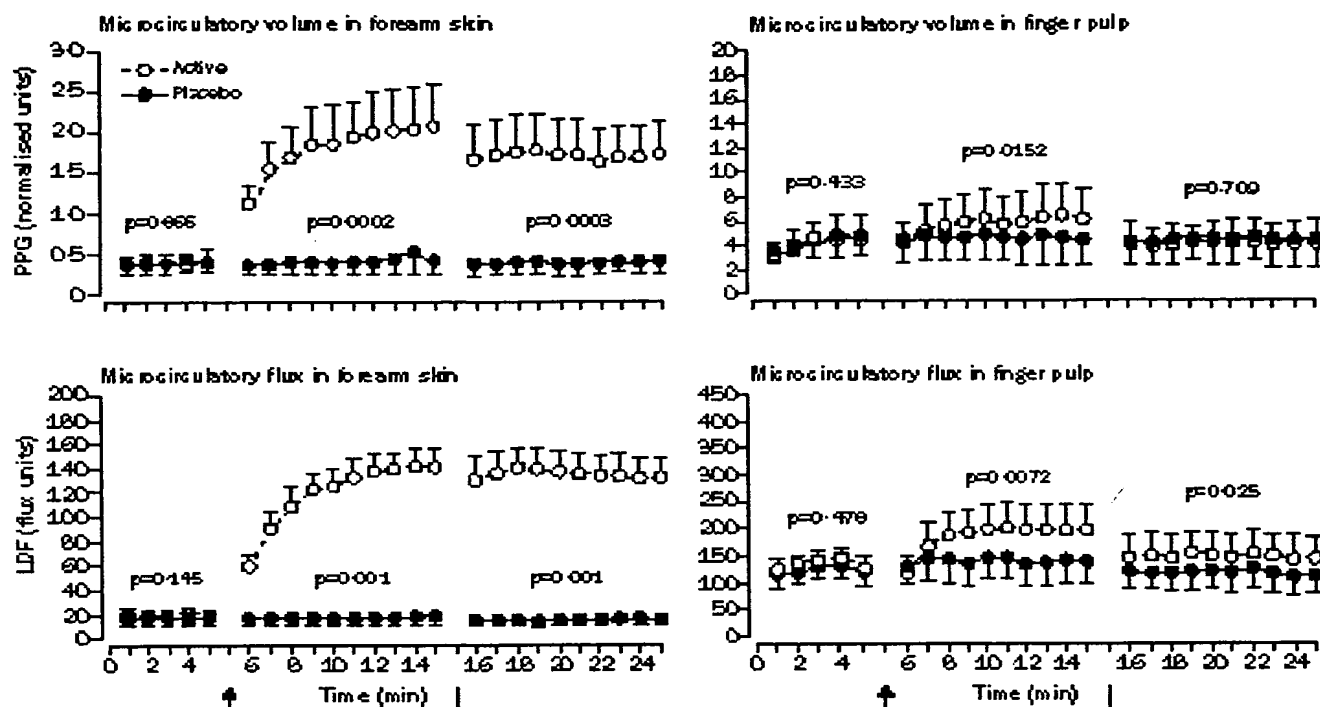 Microcirculatory volume in forearm skin
PPG (normalised units)
3·0
2·5
2·0
1·5
1·0
0·5
0
Active
Placebo
p=0·866
p=0·0002
p=0·0003
Microcirculatory volume in finger pulp
20
18
16
14
12
10
8
6
4
2
0
p=0·433
p=0·0152
p=0·709
Microcirculatory flux in forearm skin
LDF (flux units)
200
180
160
140
120
100
80
60
40
20
0
p=0·145
p=0·001
p=0·001
0 2 4 6 8 10 12 14 16 18 20 22 24
Time (min)
Microcirculatory flux in finger pulp
450
400
350
300
250
200
150
100
50
0
p=0·478
p=0·0072
p=0·025
0 2 4 6 8 10 12 14 16 18 20 22 24
Time (min)